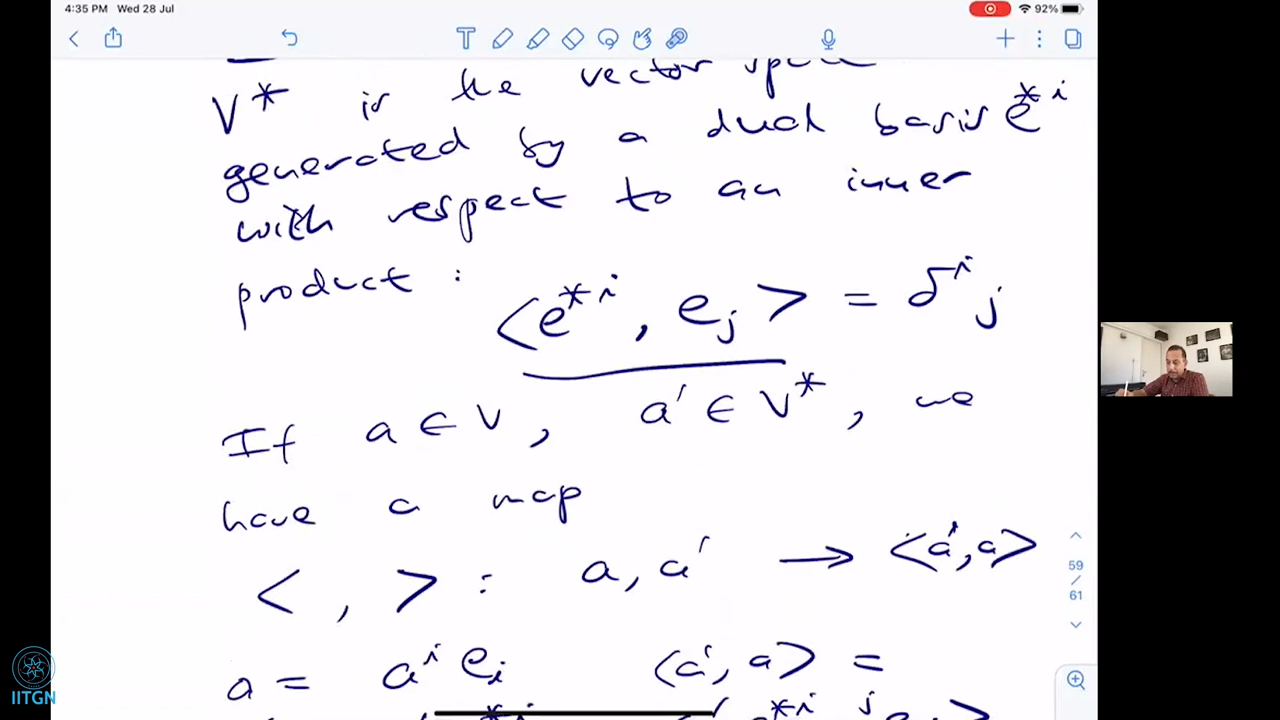 4:35 PM Wed 28 Jul 92%
V* is the vector space
generated by a dual basis e*ⁱ
with respect to an inner
product :
<e*ⁱ, eⱼ> = δⁱⱼ
If a ∈ V, a' ∈ V*, we
have a map
< , > : a, a' → <a', a>
59
/
61
a = aⁱ eᵢ <a', a> =
IITGN